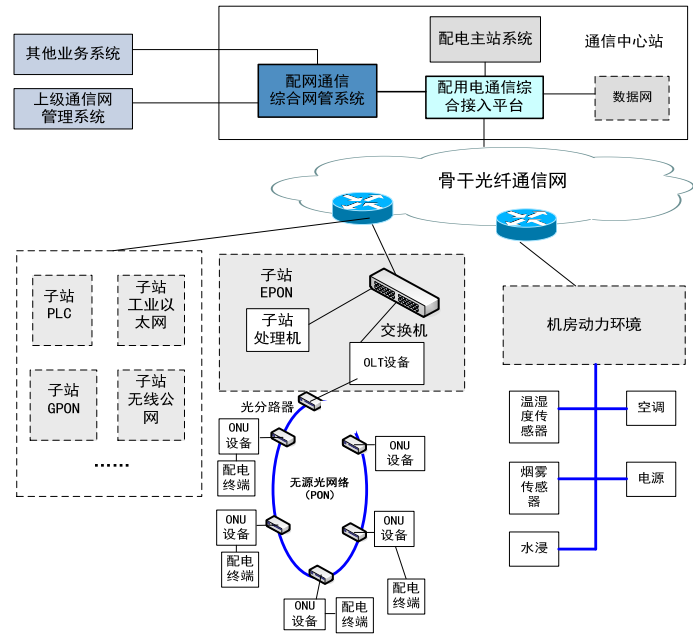 配电主站系统
通信中心站
其他业务系统
配网通信
综合网管系统
配用电通信综
合接入平台
数据网
上级通信网
管理系统
骨干光纤通信网
子站
PLC
子站
工业以
太网
子站
GPON
子站
无线公
网
......
子站
EPON
子站
处理机
交换机
OLT设备
机房动力环境
温湿
度传
感器
空调
烟雾
传感
器
电源
水浸
光分路器
ONU
设备
配电
终端
ONU
设备
无源光网络
（PON）
ONU
设备
配电
终端
ONU
设备
配电
终端
ONU
设备
配电
终端